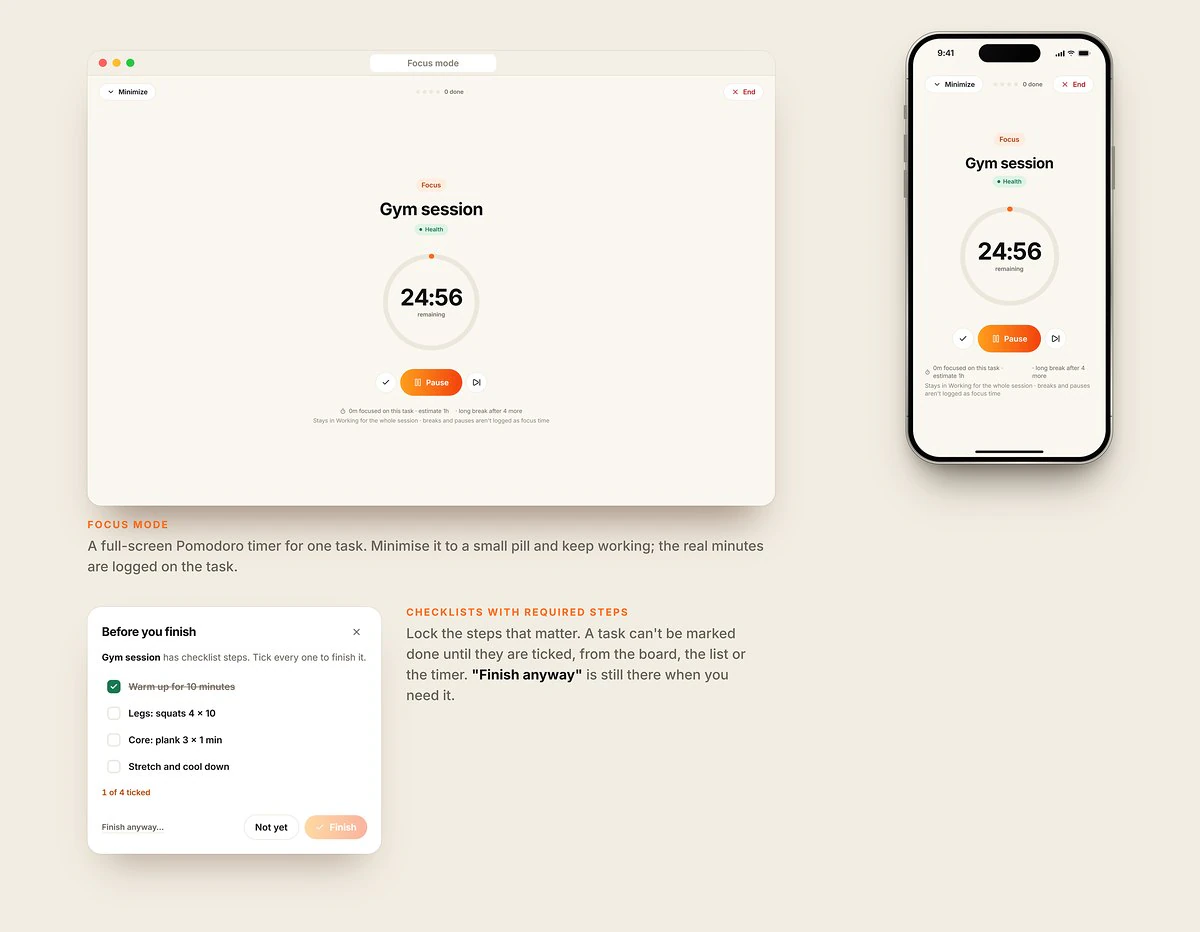 Focus mode
Minimize
0 done
End
Focus
Gym session
Health
24:56
remaining
Pause
0m focused on this task · estimate 1h · long break after 4 more
Stays in Working for the whole session · breaks and pauses aren't logged as focus time
9:41
Minimize
0 done
End
Focus
Gym session
Health
24:56
remaining
Pause
0m focused on this task ·
estimate 1h
· long break after 4
more
Stays in Working for the whole session · breaks and pauses
aren't logged as focus time
FOCUS MODE
A full-screen Pomodoro timer for one task. Minimise it to a small pill and keep working; the real minutes
are logged on the task.
Before you finish
Gym session has checklist steps. Tick every one to finish it.
Warm up for 10 minutes
Legs: squats 4 × 10
Core: plank 3 × 1 min
Stretch and cool down
1 of 4 ticked
Finish anyway...
Not yet
Finish
CHECKLISTS WITH REQUIRED STEPS
Lock the steps that matter. A task can't be marked
done until they are ticked, from the board, the list or
the timer. "Finish anyway" is still there when you
need it.